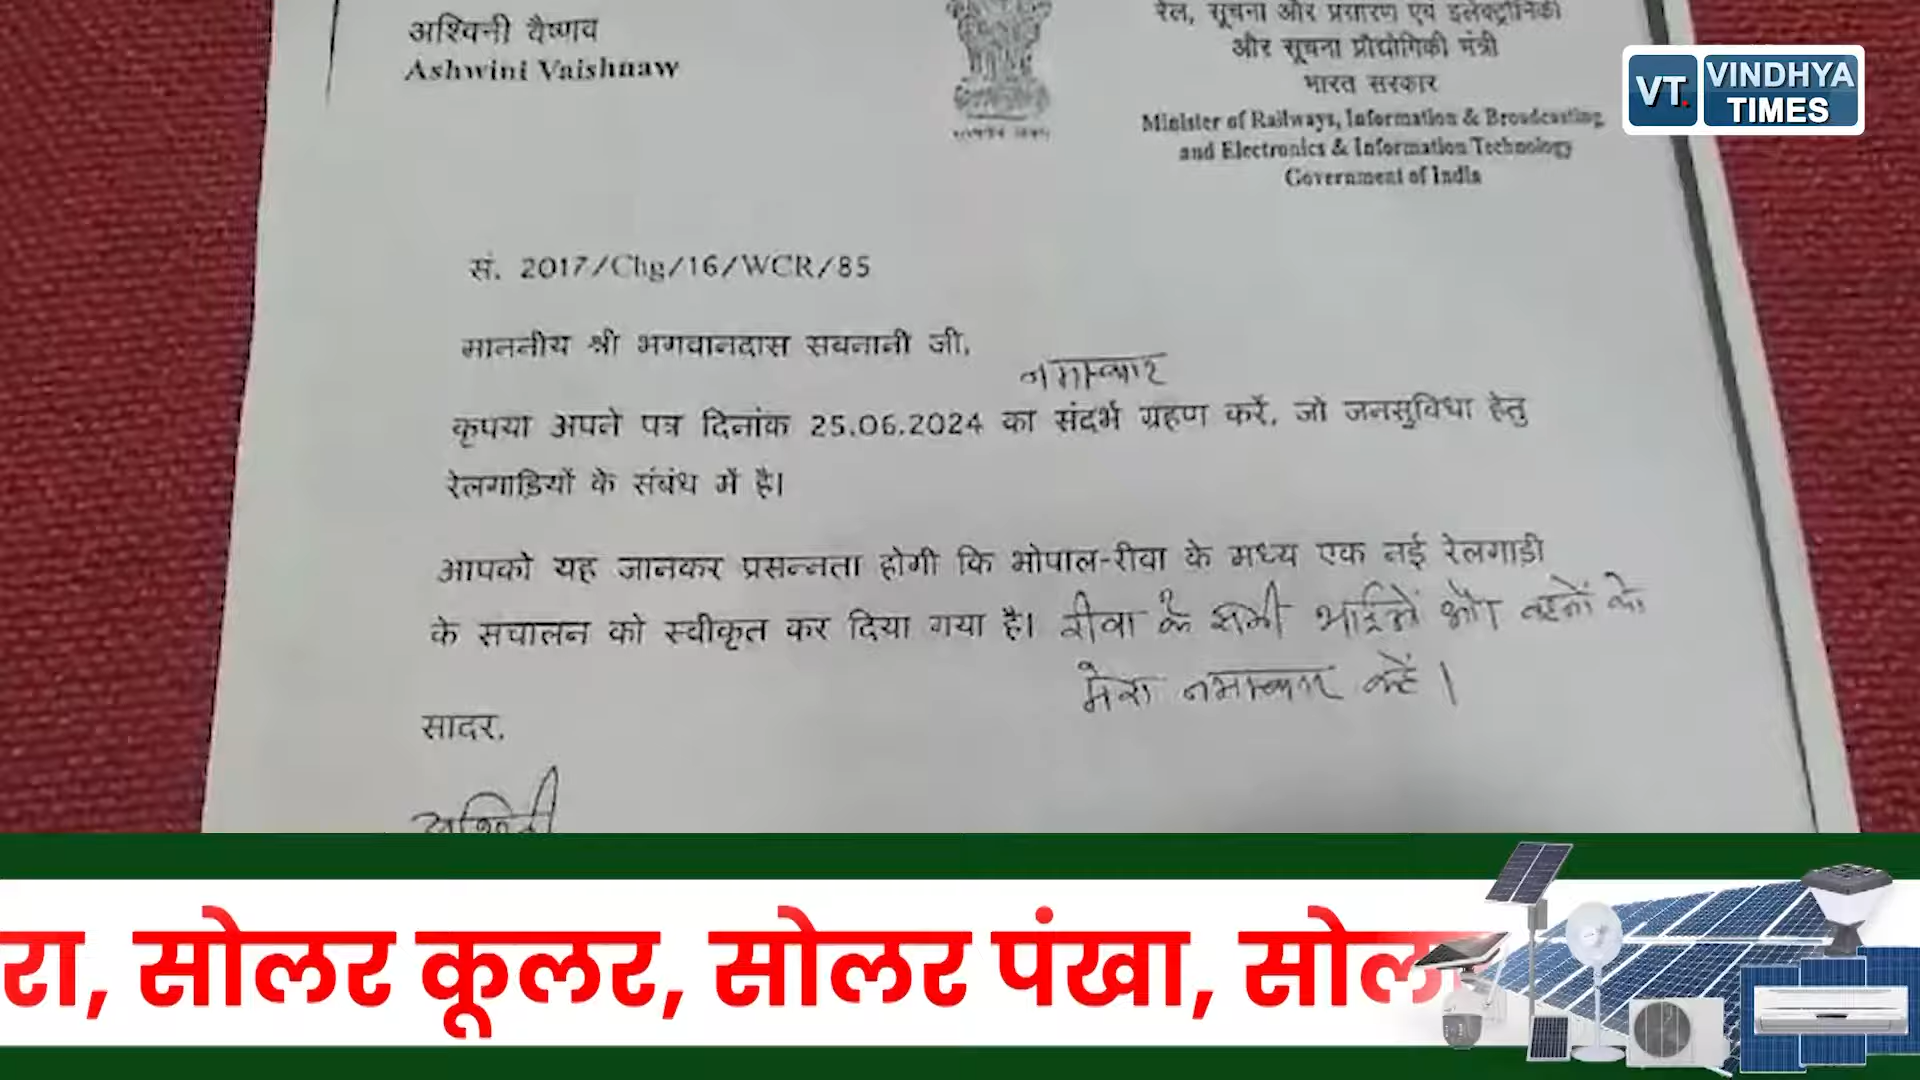 अश्विनी वैष्णव
Ashwini Vaishnaw
रेल, सूचना और प्रसारण एवं इलेक्ट्रॉनिकी
और सूचना प्रौद्योगिकी मंत्री
भारत सरकार
Minister of Railways, Information & Broadcasting
and Electronics & Information Technology
Government of India
VT. VINDHYA TIMES
सं. 2017/Chg/16/WCR/85
माननीय श्री भगवानदास सबनानी जी,
नमस्कार
कृपया अपने पत्र दिनांक 25.06.2024 का संदर्भ ग्रहण करें, जो जनसुविधा हेतु
रेलगाड़ियों के संबंध में है।
आपको यह जानकर प्रसन्नता होगी कि भोपाल-रीवा के मध्य एक नई रेलगाड़ी
के संचालन को स्वीकृत कर दिया गया है। रीवा के सभी भाईयों और बहनों को
मेरा नमस्कार कहें।
सादर,
रा, सोलर कूलर, सोलर पंखा, सोल